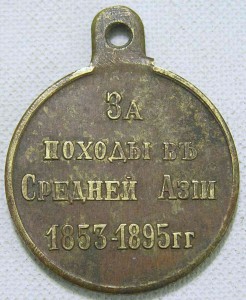 За
походы въ
Средней Азіи
1853-1895гг